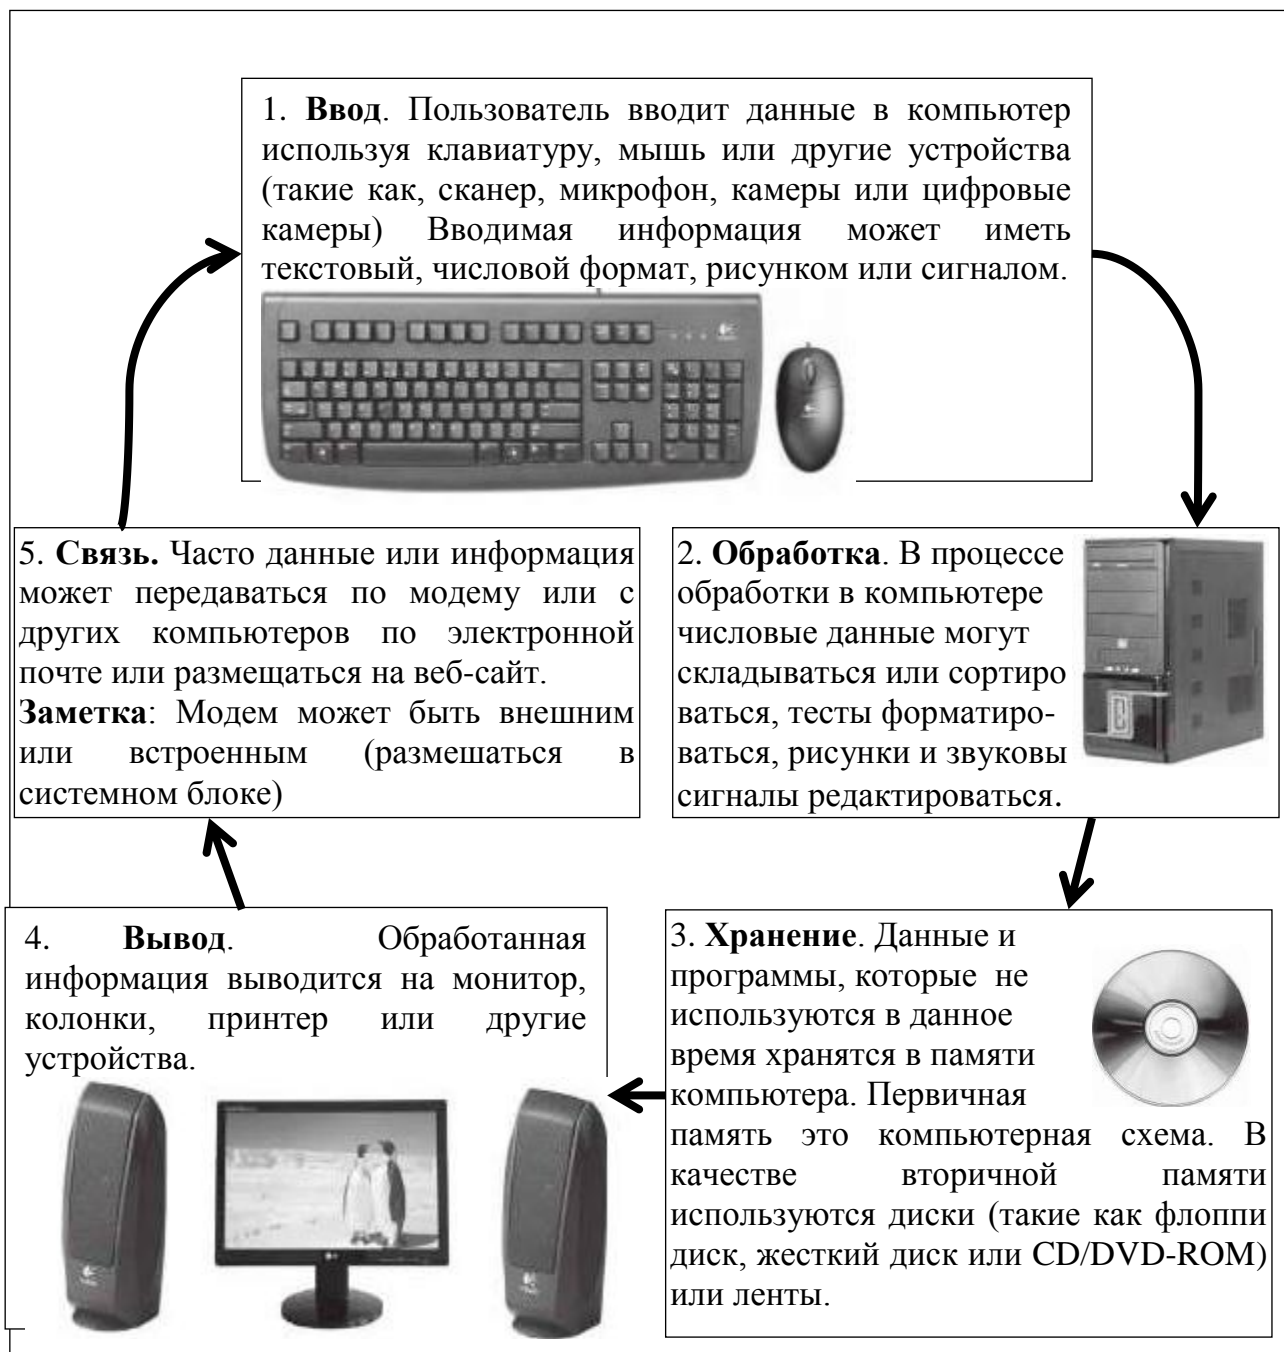 1. Ввод. Пользователь вводит данные в компьютер
используя клавиатуру, мышь или другие устройства
(такие как, сканер, микрофон, камеры или цифровые
камеры) Вводимая информация может иметь
текстовый, числовой формат, рисунком или сигналом.
2. Обработка. В процессе
обработки в компьютере
числовые данные могут
складываться или сортиро
ваться, тесты форматиро-
ваться, рисунки и звуковы
сигналы редактироваться.
3. Хранение. Данные и
программы, которые не
используются в данное
время хранятся в памяти
компьютера. Первичная
память это компьютерная схема. В
качестве вторичной памяти
используются диски (такие как флоппи
диск, жесткий диск или CD/DVD-ROM)
или ленты.
4. Вывод. Обработанная
информация выводится на монитор,
колонки, принтер или другие
устройства.
5. Связь. Часто данные или информация
может передаваться по модему или с
других компьютеров по электронной
почте или размещаться на веб-сайт.
Заметка: Модем может быть внешним
или встроенным (размешаться в
системном блоке)